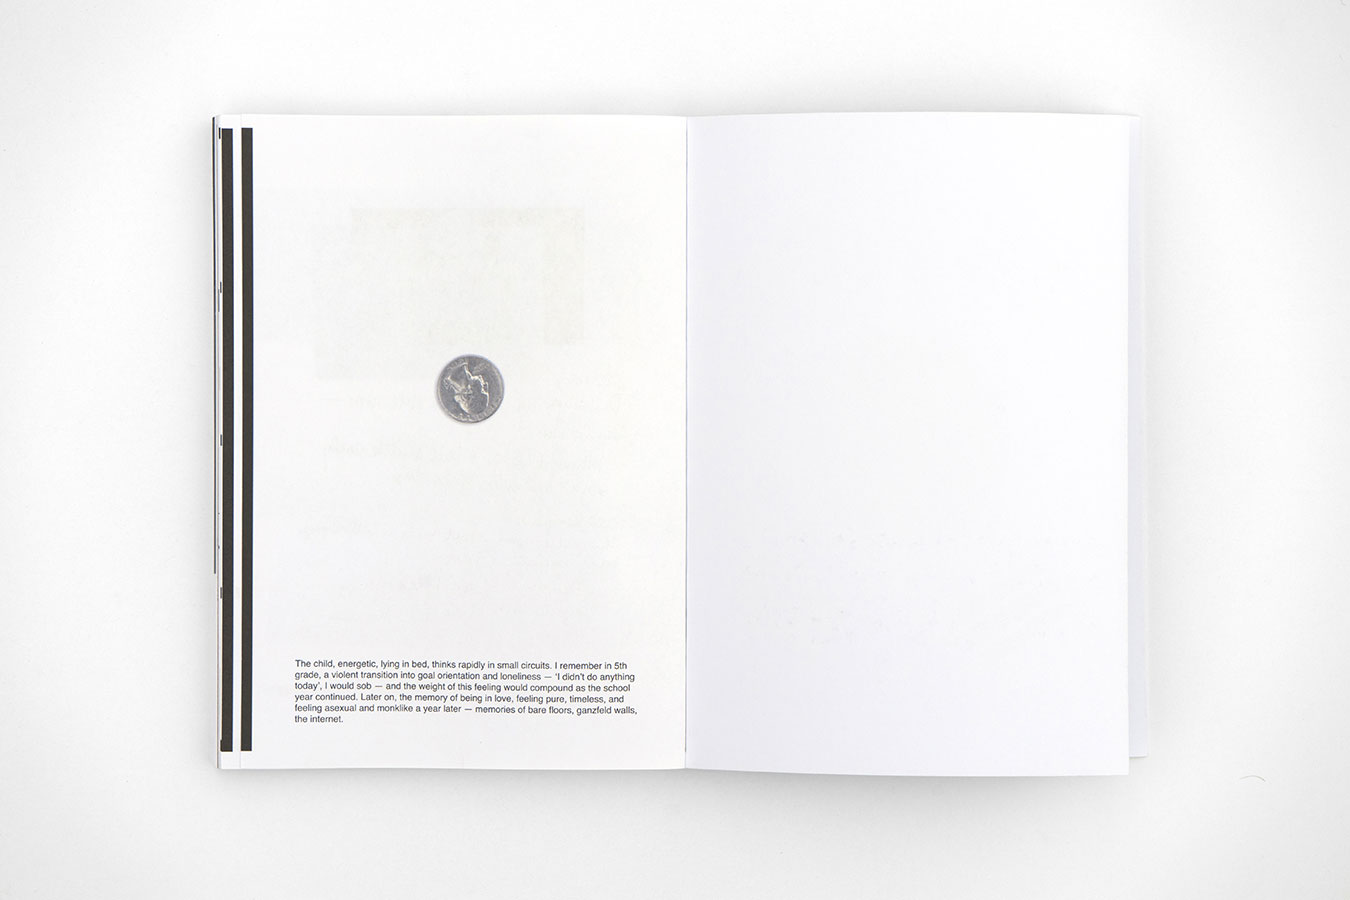 The child, energetic, lying in bed, thinks rapidly in small circuits. I remember in 5th
grade, a violent transition into goal orientation and loneliness — ‘I didn’t do anything
today’, I would sob — and the weight of this feeling would compound as the school
year continued. Later on, the memory of being in love, feeling pure, timeless, and
feeling asexual and monklike a year later — memories of bare floors, ganzfeld walls,
the internet.